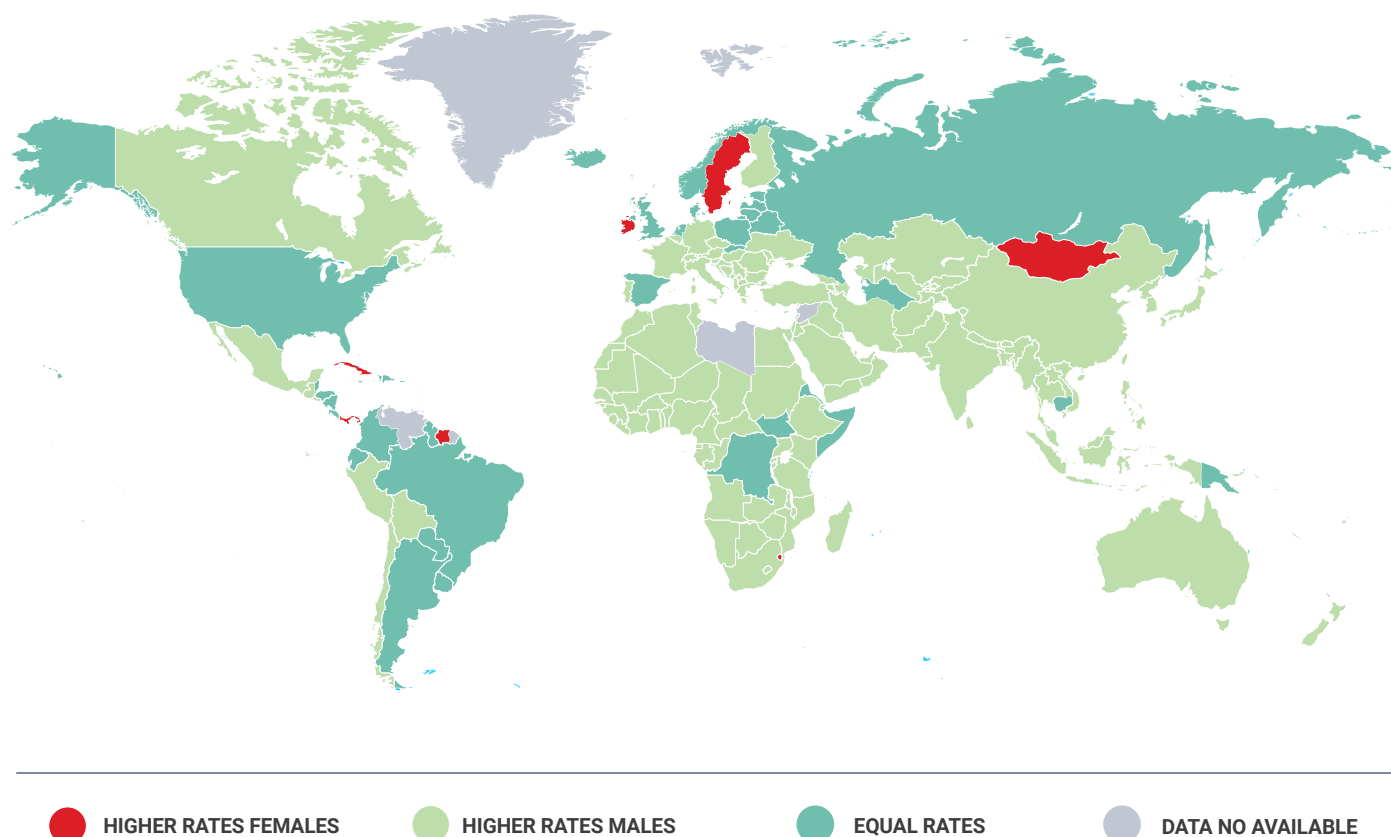 HIGHER RATES FEMALES
HIGHER RATES MALES
EQUAL RATES
DATA NO AVAILABLE